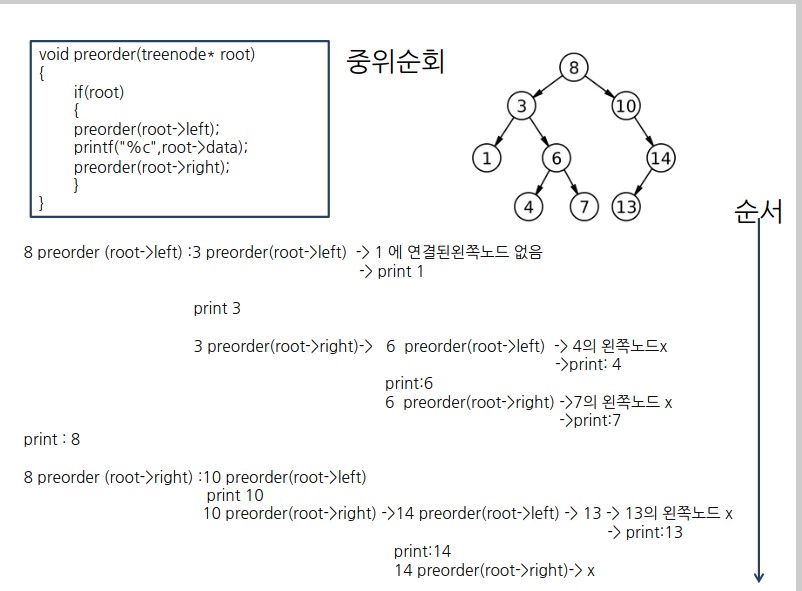 void preorder(treenode* root)
{
if(root)
{
preorder(root->left);
printf("%c",root->data);
preorder(root->right);
}
}
중위순회
8
3
10
1
6
14
4
7
13
순서
8 preorder (root->left) :3 preorder(root->left) -> 1 에 연결된왼쪽노드 없음
-> print 1
print 3
3 preorder(root->right)-> 6 preorder(root->left) -> 4의 왼쪽노드x
->print: 4
print:6
6 preorder(root->right) ->7의 왼쪽노드 x
->print:7
print : 8
8 preorder (root->right) :10 preorder(root->left)
print 10
10 preorder(root->right) ->14 preorder(root->left) -> 13 -> 13의 왼쪽노드 x
-> print:13
print:14
14 preorder(root->right)-> x